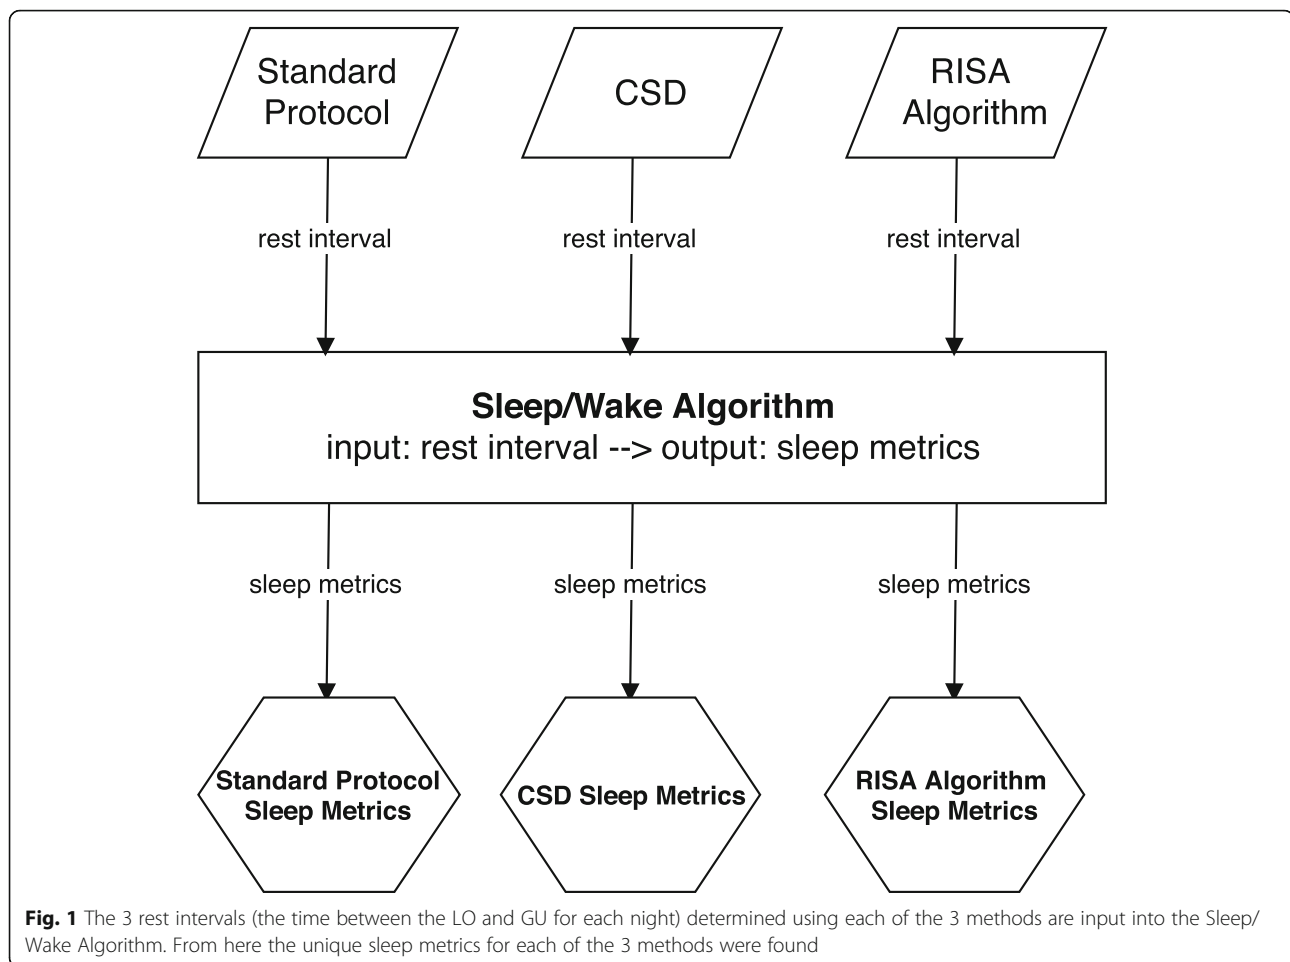 Standard
Protocol
CSD
RISA
Algorithm
rest interval
rest interval
rest interval
Sleep/Wake Algorithm
input: rest interval --> output: sleep metrics
sleep metrics
sleep metrics
sleep metrics
Standard Protocol
Sleep Metrics
CSD Sleep Metrics
RISA Algorithm
Sleep Metrics
Fig. 1 The 3 rest intervals (the time between the LO and GU for each night) determined using each of the 3 methods are input into the Sleep/
Wake Algorithm. From here the unique sleep metrics for each of the 3 methods were found